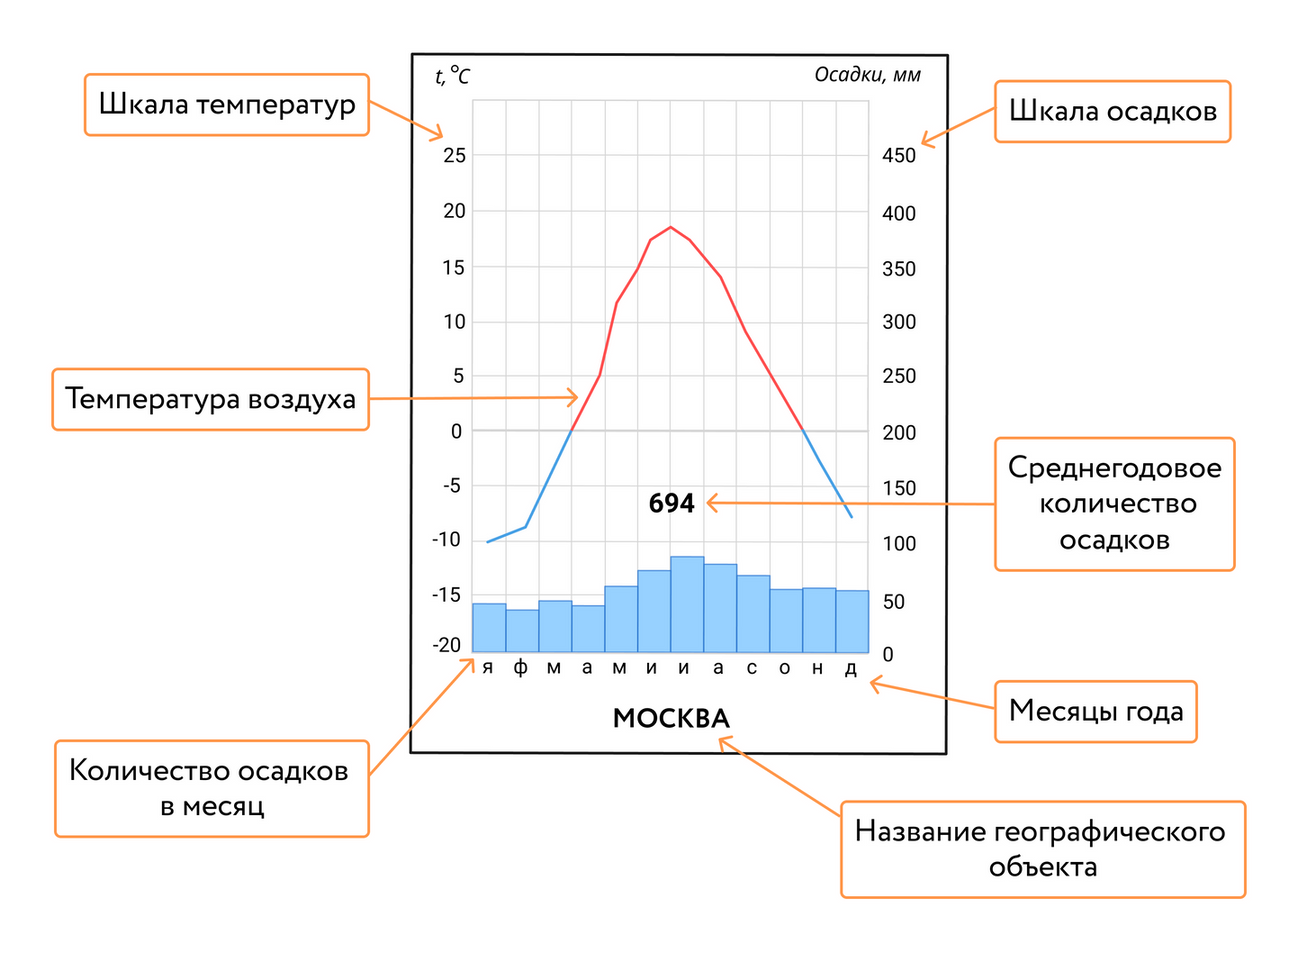 t,°C
Осадки, мм
Шкала температур
Шкала осадков
25
450
20
400
15
350
10
300
5
250
Температура воздуха
0
200
-5
150
694
Среднегодовое
количество
осадков
-10
100
-15
50
-20
0
я ф м а м и и а с о н д
Месяцы года
МОСКВА
Количество осадков
в месяц
Название географического
объекта